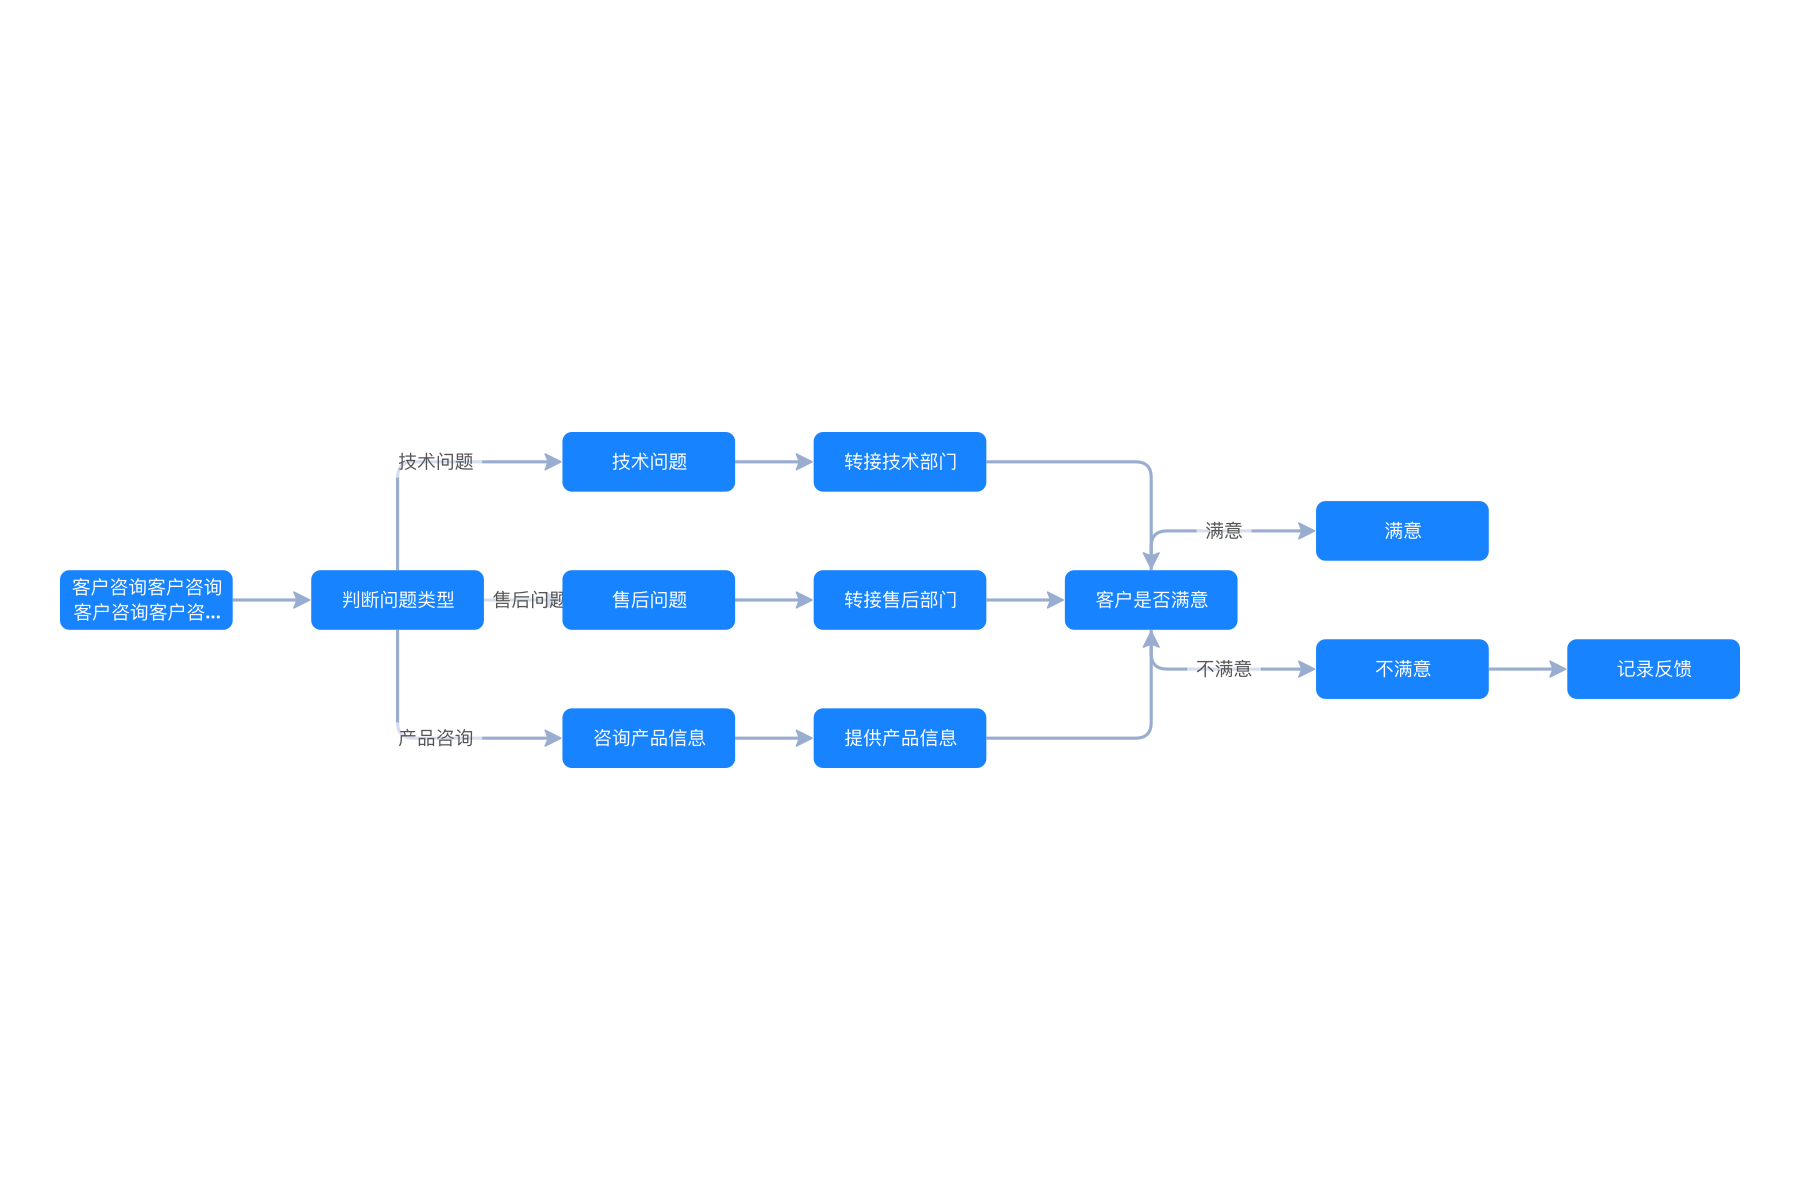 技术问题
技术问题
转接技术部门
满意
满意
客户咨询客户咨询
客户咨询客户咨...
判断问题类型
售后问题
售后问题
转接售后部门
客户是否满意
不满意
不满意
记录反馈
产品咨询
咨询产品信息
提供产品信息